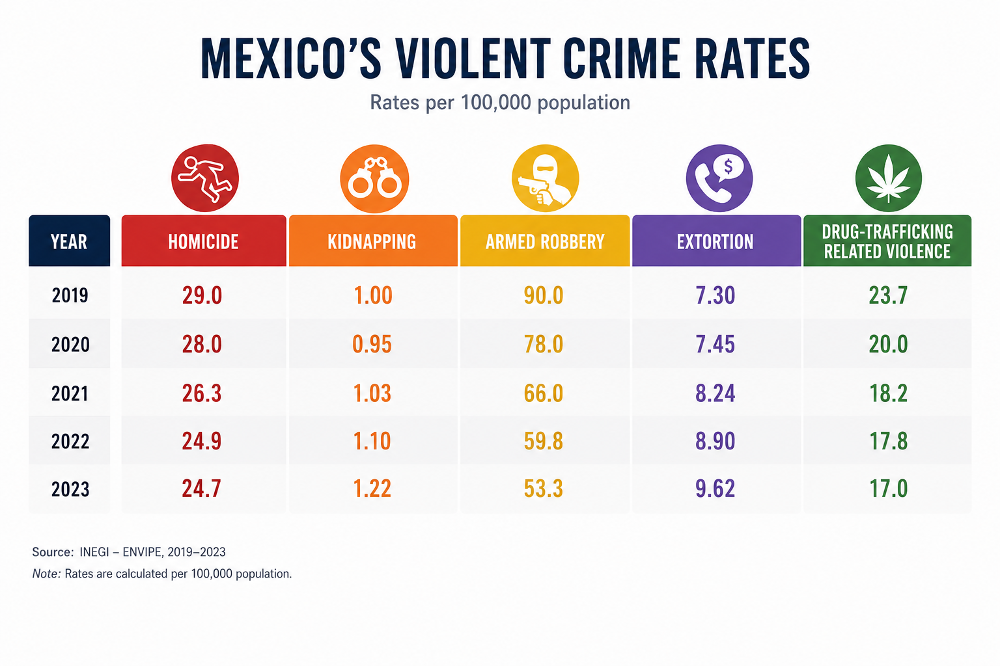 MEXICO'S VIOLENT CRIME RATES
Rates per 100,000 population
$
YEAR HOMICIDE KIDNAPPING ARMED ROBBERY EXTORTION DRUG-TRAFFICKING
RELATED VIOLENCE
2019 29.0 1.00 90.0 7.30 23.7
2020 28.0 0.95 78.0 7.45 20.0
2021 26.3 1.03 66.0 8.24 18.2
2022 24.9 1.10 59.8 8.90 17.8
2023 24.7 1.22 53.3 9.62 17.0
Source: INEGI – ENVIPE, 2019–2023
Note: Rates are calculated per 100,000 population.